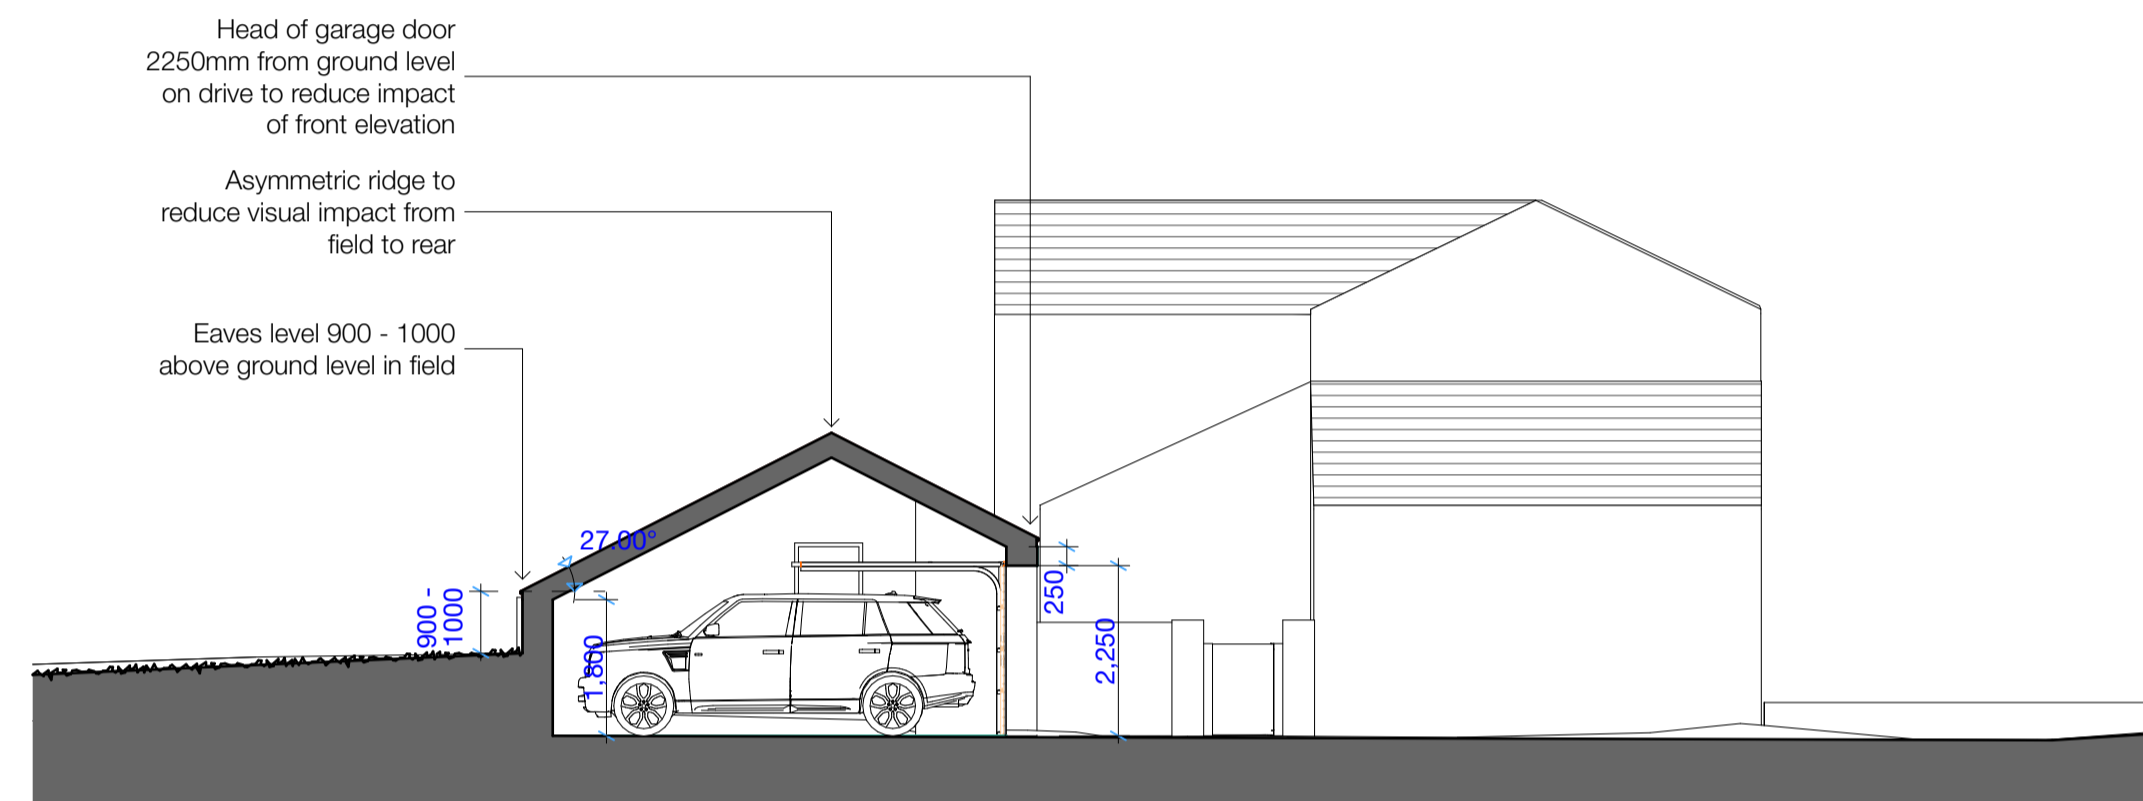 Head of garage door
2250mm from ground level
on drive to reduce impact
of front elevation
Asymmetric ridge to
reduce visual impact from
field to rear
Eaves level 900 - 1000
above ground level in field
27.00°
900 -
1000
1,800
250
2,250